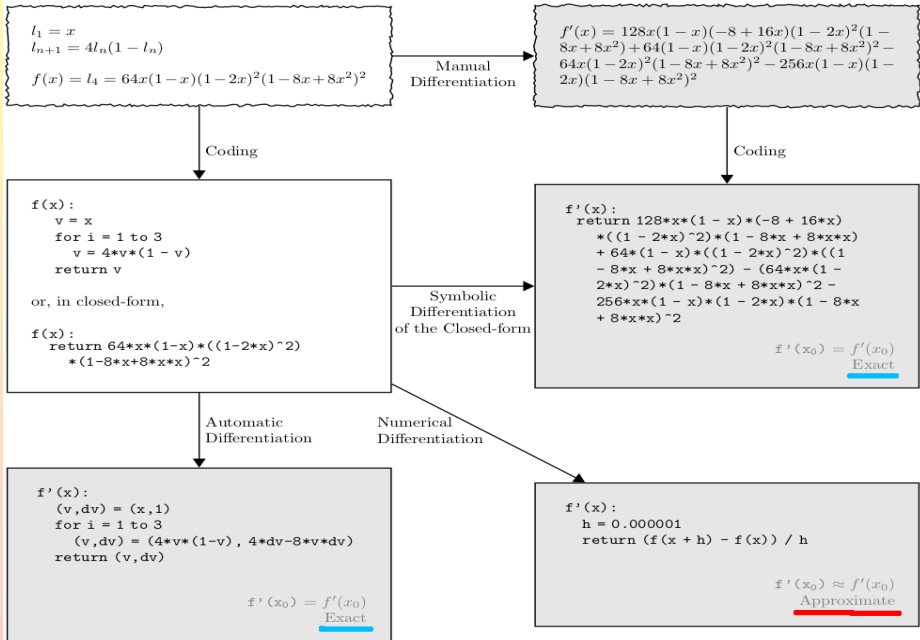 l₁ = x
lₙ₊₁ = 4lₙ(1 − lₙ)
f(x) = l₄ = 64x(1−x)(1−2x)²(1−8x+8x²)²
Manual
Differentiation
f′(x) = 128x(1 − x)(−8 + 16x)(1 − 2x)²(1 −
8x+8x²)+64(1−x)(1−2x)²(1−8x+8x²)²−
64x(1 − 2x)²(1 − 8x + 8x²)² − 256x(1 − x)(1 −
2x)(1 − 8x + 8x²)²
Coding
Coding
f(x):
v = x
for i = 1 to 3
v = 4*v*(1 - v)
return v
or, in closed-form,
f(x):
return 64*x*(1-x)*((1-2*x)^2)
*(1-8*x+8*x*x)^2
Symbolic
Differentiation
of the Closed-form
f'(x):
return 128*x*(1 - x)*(-8 + 16*x)
*((1 - 2*x)^2)*(1 - 8*x + 8*x*x)
+ 64*(1 - x)*((1 - 2*x)^2)*((1
- 8*x + 8*x*x)^2) - (64*x*(1 -
2*x)^2)*(1 - 8*x + 8*x*x)^2 -
256*x*(1 - x)*(1 - 2*x)*(1 - 8*x
+ 8*x*x)^2
f'(x₀) = f′(x₀)
Exact
Automatic
Differentiation
Numerical
Differentiation
f'(x):
(v,dv) = (x,1)
for i = 1 to 3
(v,dv) = (4*v*(1-v), 4*dv-8*v*dv)
return (v,dv)
f'(x₀) = f′(x₀)
Exact
f'(x):
h = 0.000001
return (f(x + h) - f(x)) / h
f'(x₀) ≈ f′(x₀)
Approximate